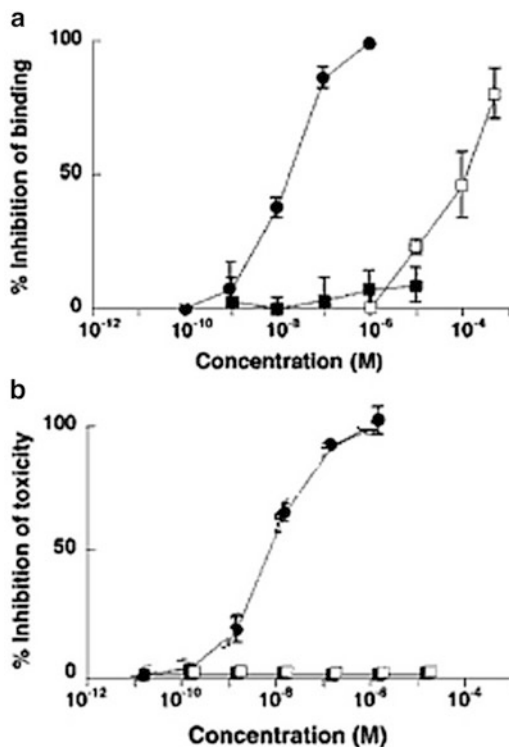 a
100
50
0
% Inhibition of binding
10⁻¹² 10⁻¹⁰ 10⁻⁸ 10⁻⁶ 10⁻⁴
Concentration (M)
b
100
50
0
% Inhibition of toxicity
10⁻¹² 10⁻¹⁰ 10⁻⁸ 10⁻⁶ 10⁻⁴
Concentration (M)